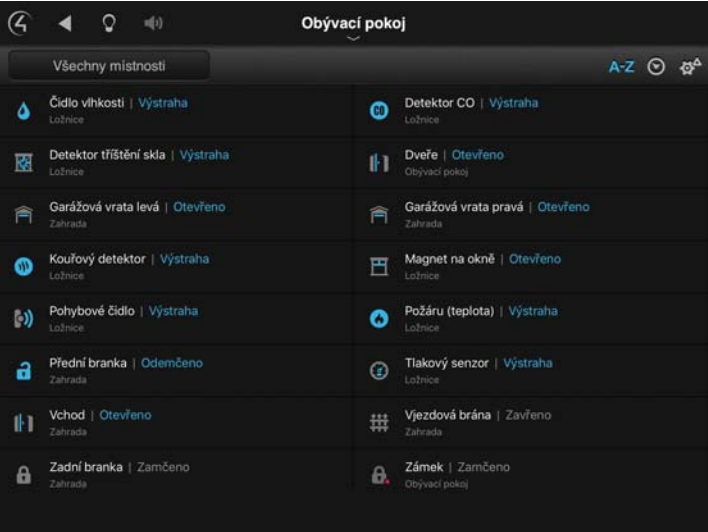 Obývací pokoj
Všechny místnosti
A-Z
Čidlo vlhkosti | Výstraha
Ložnice
Detektor CO | Výstraha
Ložnice
Detektor tříštění skla | Výstraha
Ložnice
Dveře | Otevřeno
Obývací pokoj
Garážová vrata levá | Otevřeno
Zahrada
Garážová vrata pravá | Otevřeno
Zahrada
Kouřový detektor | Výstraha
Ložnice
Magnet na okně | Otevřeno
Ložnice
Pohybové čidlo | Výstraha
Ložnice
Požáru (teplota) | Výstraha
Ložnice
Přední branka | Odemčeno
Zahrada
Tlakový senzor | Výstraha
Ložnice
Vchod | Otevřeno
Zahrada
Vjezdová brána | Zavřeno
Zahrada
Zadní branka | Zamčeno
Zahrada
Zámek | Zamčeno
Obývací pokoj
CO
4